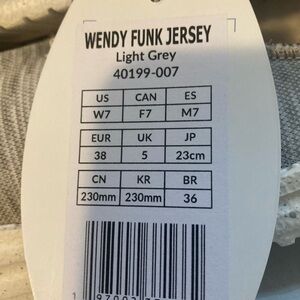 WENDY FUNK JERSEY
Light Grey
40199-007
US CAN ES
W7 F7 M7
EUR UK JP
38 5 23cm
CN KR BR
230mm 230mm 36